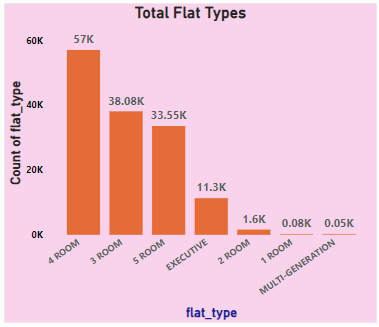 Total Flat Types
Count of flat_type
60K
40K
20K
0K
57K
38.08K
33.55K
11.3K
1.6K
0.08K
0.05K
4 ROOM
3 ROOM
5 ROOM
EXECUTIVE
2 ROOM
1 ROOM
MULTI-GENERATION
flat_type